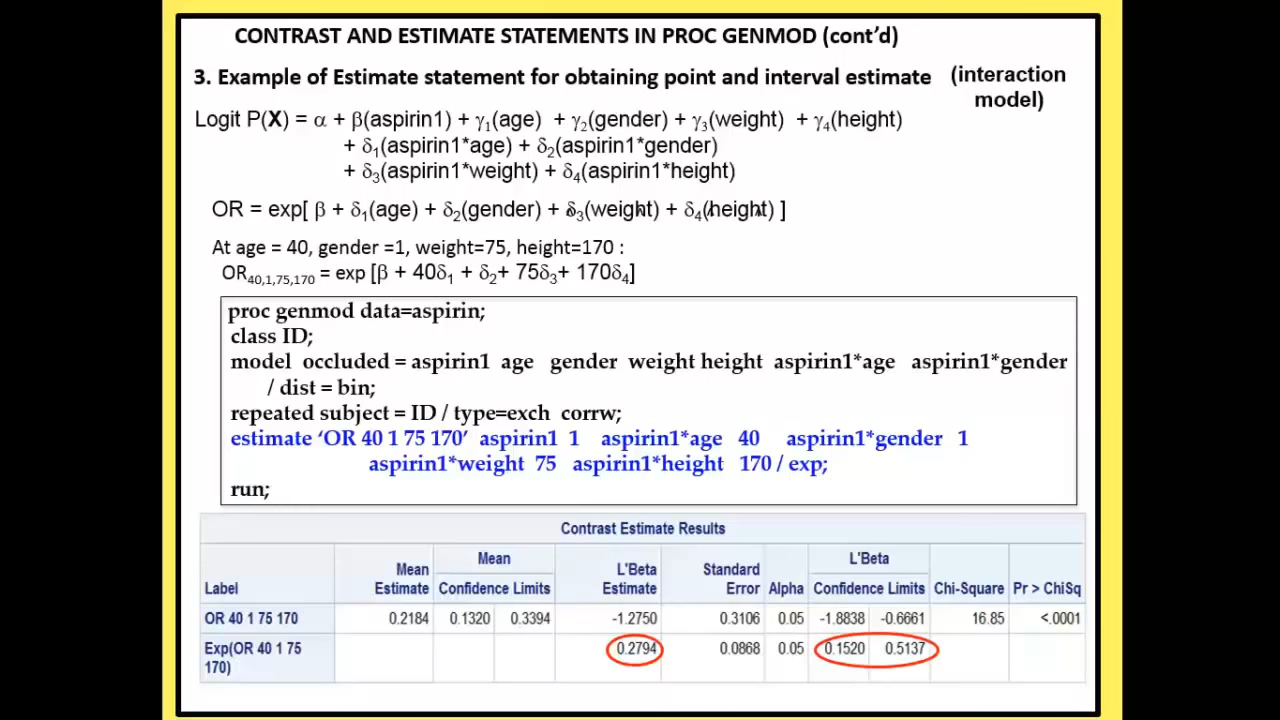 CONTRAST AND ESTIMATE STATEMENTS IN PROC GENMOD (cont'd)
3. Example of Estimate statement for obtaining point and interval estimate (interaction model)
Logit P(X) = α + β(aspirin1) + γ1(age) + γ2(gender) + γ3(weight) + γ4(height)
+ δ1(aspirin1*age) + δ2(aspirin1*gender)
+ δ3(aspirin1*weight) + δ4(aspirin1*height)
OR = exp[ β + δ1(age) + δ2(gender) + δ3(weight) + δ4(height) ]
At age = 40, gender =1, weight=75, height=170 :
OR40,1,75,170 = exp [β + 40δ1 + δ2+ 75δ3+ 170δ4]
proc genmod data=aspirin;
class ID;
model occluded = aspirin1 age gender weight height aspirin1*age aspirin1*gender
/ dist = bin;
repeated subject = ID / type=exch corrw;
estimate ‘OR 40 1 75 170’ aspirin1 1 aspirin1*age 40 aspirin1*gender 1
aspirin1*weight 75 aspirin1*height 170 / exp;
run;
Contrast Estimate Results
Label Mean Estimate Mean Confidence Limits L'Beta Estimate Standard Error Alpha L'Beta Confidence Limits Chi-Square Pr > ChiSq
OR 40 1 75 170 0.2184 0.1320 0.3394 -1.2750 0.3106 0.05 -1.8838 -0.6661 16.85 <.0001
Exp(OR 40 1 75 170) 0.2794 0.0868 0.05 0.1520 0.5137